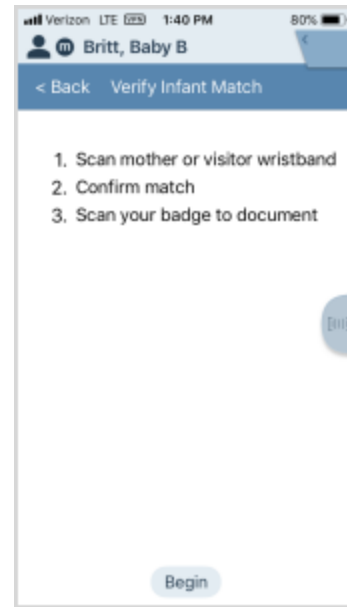 Verizon LTE VPN 1:40 PM 80%
m Britt, Baby B
< Back Verify Infant Match
1. Scan mother or visitor wristband
2. Confirm match
3. Scan your badge to document
Begin